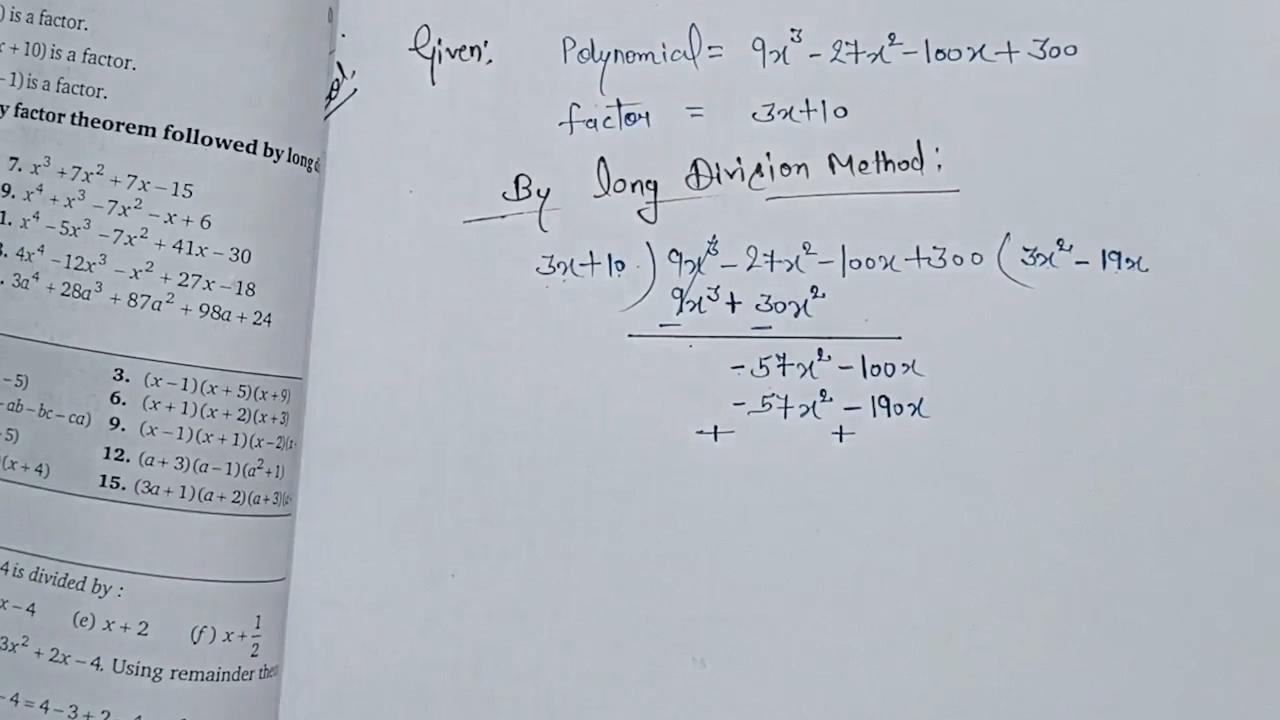 ) is a factor.
x + 10) is a factor.
- 1) is a factor.
y factor theorem followed by long
7. x³ + 7x² + 7x - 15
9. x⁴ + x³ - 7x² - x + 6
1. x⁴ - 5x³ - 7x² + 41x - 30
. 4x⁴ - 12x³ - x² + 27x - 18
. 3a⁴ + 28a³ + 87a² + 98a + 24
- 5)
3. (x - 1)(x + 5)(x + 9)
6. (x + 1)(x + 2)(x + 3)
- ab - bc - ca)
9. (x - 1)(x + 1)(x - 2)(x
- 5)
12. (a + 3)(a - 1)(a² + 1)
(x + 4)
15. (3a + 1)(a + 2)(a + 3)(a
4 is divided by :
x - 4 (e) x + 2 (f) x + 1/2
3x² + 2x - 4. Using remainder the
- 4 = 4 - 3 + 2
Given: Polynomial = 9x³ - 27x² - 100x + 300
factor = 3x+10
By long Division Method:
3x+10 ) 9x³ - 27x² - 100x + 300 ( 3x² - 19x
9x³ + 30x²
- -
- 57x² - 100x
- 57x² - 190x
+ +